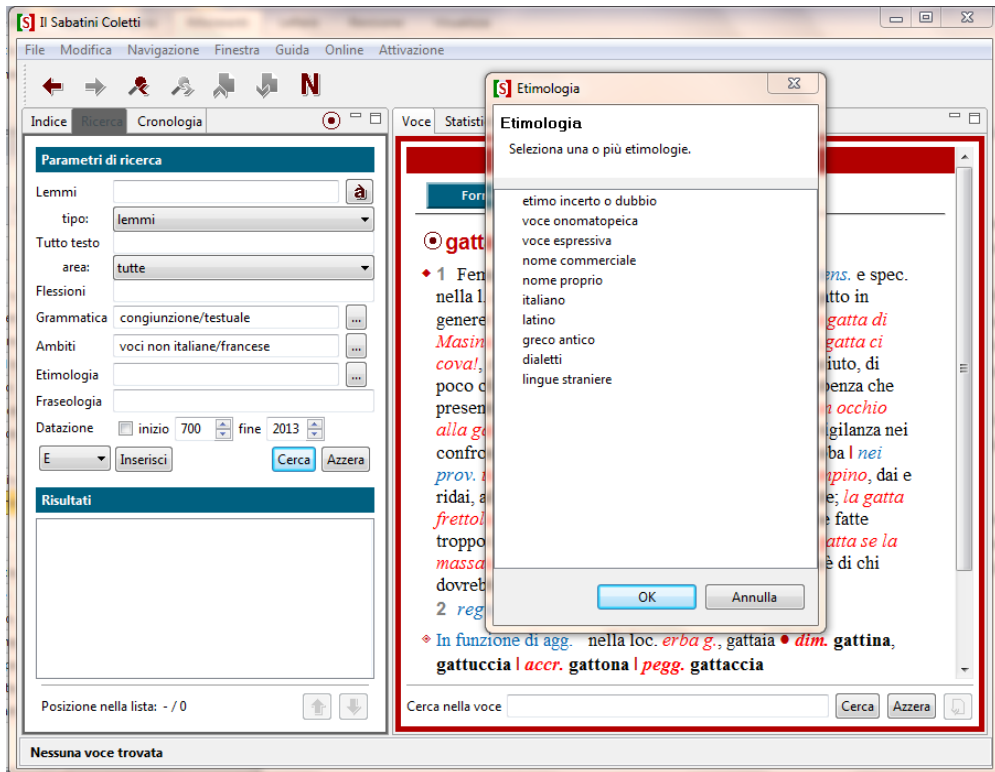 Il Sabatini Coletti
File Modifica Navigazione Finestra Guida Online Attivazione
N
Indice Ricerca Cronologia
Parametri di ricerca
Lemmi
à
tipo: lemmi
Tutto testo
area: tutte
Flessioni
Grammatica congiunzione/testuale ...
Ambiti voci non italiane/francese ...
Etimologia ...
Fraseologia
Datazione inizio 700 fine 2013
E Inserisci Cerca Azzera
Risultati
Posizione nella lista: - / 0
Nessuna voce trovata
Voce Statisti
Form
gatt
1 Fem ens. e spec.
nella l. tto in
genere gatta di
Masin gatta ci
cova!, iuto, di
poco c enza che
presen n occhio
alla ga gilanza nei
confro ba | nei
prov. mpino, dai e
ridai, a e; la gatta
frettol e fatte
troppo atta se la
massa è di chi
dovreb
2 reg
In funzione di agg. nella loc. erba g., gattaia ● dim. gattina,
gattuccia | accr. gattona | pegg. gattaccia
Cerca nella voce Cerca Azzera
[S] Etimologia
Etimologia
Seleziona una o più etimologie.
etimo incerto o dubbio
voce onomatopeica
voce espressiva
nome commerciale
nome proprio
italiano
latino
greco antico
dialetti
lingue straniere
OK Annulla